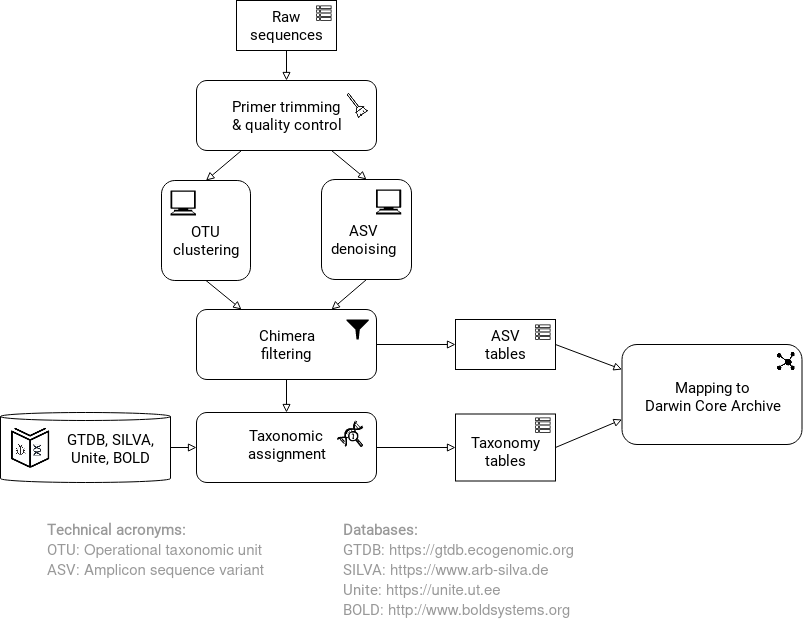 Raw
sequences
Primer trimming
& quality control
OTU
clustering
ASV
denoising
Chimera
filtering
ASV
tables
Mapping to
Darwin Core Archive
GTDB, SILVA,
Unite, BOLD
Taxonomic
assignment
Taxonomy
tables
Technical acronyms:
OTU: Operational taxonomic unit
ASV: Amplicon sequence variant
Databases:
GTDB: https://gtdb.ecogenomic.org
SILVA: https://www.arb-silva.de
Unite: https://unite.ut.ee
BOLD: http://www.boldsystems.org